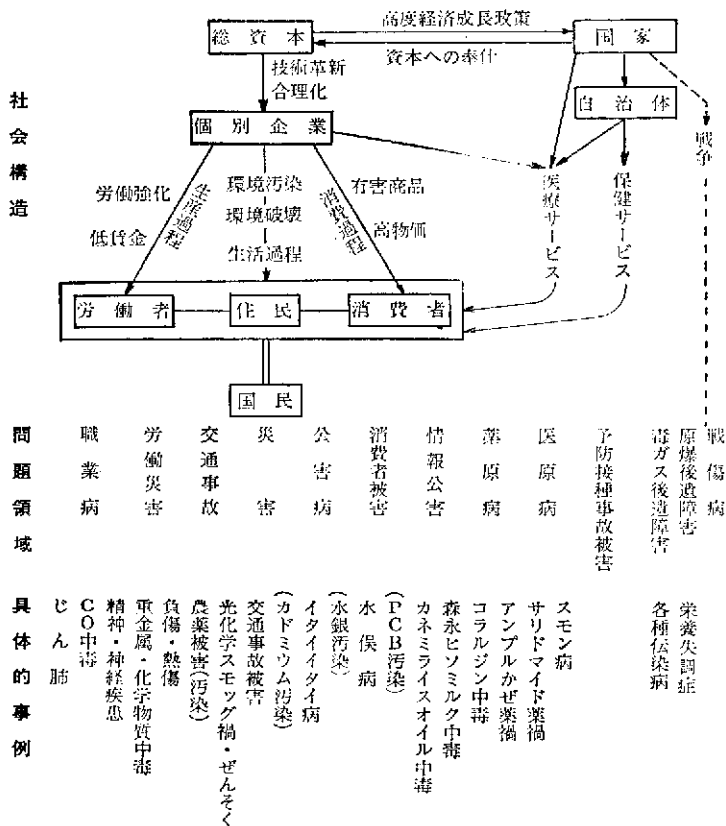 高度経済成長政策
総資本
国家
資本への奉仕
技術革新
合理化
自治体
個別企業
社会構造
戦争
労働強化
低賃金
生産過程
環境汚染
環境破壊
生活過程
有害商品
高物価
消費過程
医療サービス
保健サービス
労働者
住民
消費者
国民
問題領域
職業病
労働災害
交通事故
災害
公害病
消費者被害
情報公害
薬原病
医原病
予防接種事故被害
毒ガス後遺障害
原爆後遺障害
戦傷病
具体的事例
じん肺
CO中毒
精神・神経疾患
重金属・化学物質中毒
負傷・熱傷
農薬被害(汚染)
光化学スモッグ禍・ぜんそく
交通事故被害
(カドミウム汚染)
イタイイタイ病
(水銀汚染)
水俣病
(PCB汚染)
カネミライスオイル中毒
森永ヒソミルク中毒
コラルジン中毒
アンプルかぜ薬禍
サリドマイド薬禍
スモン病
各種伝染病
栄養失調症